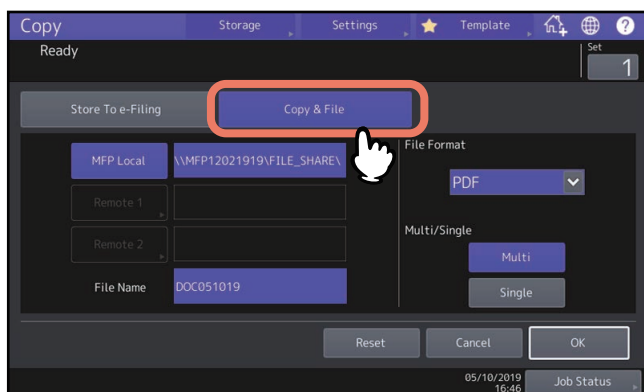 Copy
Storage
Settings
Template
?
Ready
Set
1
Store To e-Filing
Copy & File
MFP Local
\\MFP12021919\FILE_SHARE\
Remote 1
Remote 2
File Name
DOC051019
File Format
PDF
Multi/Single
Multi
Single
Reset
Cancel
OK
05/10/2019
16:46
Job Status